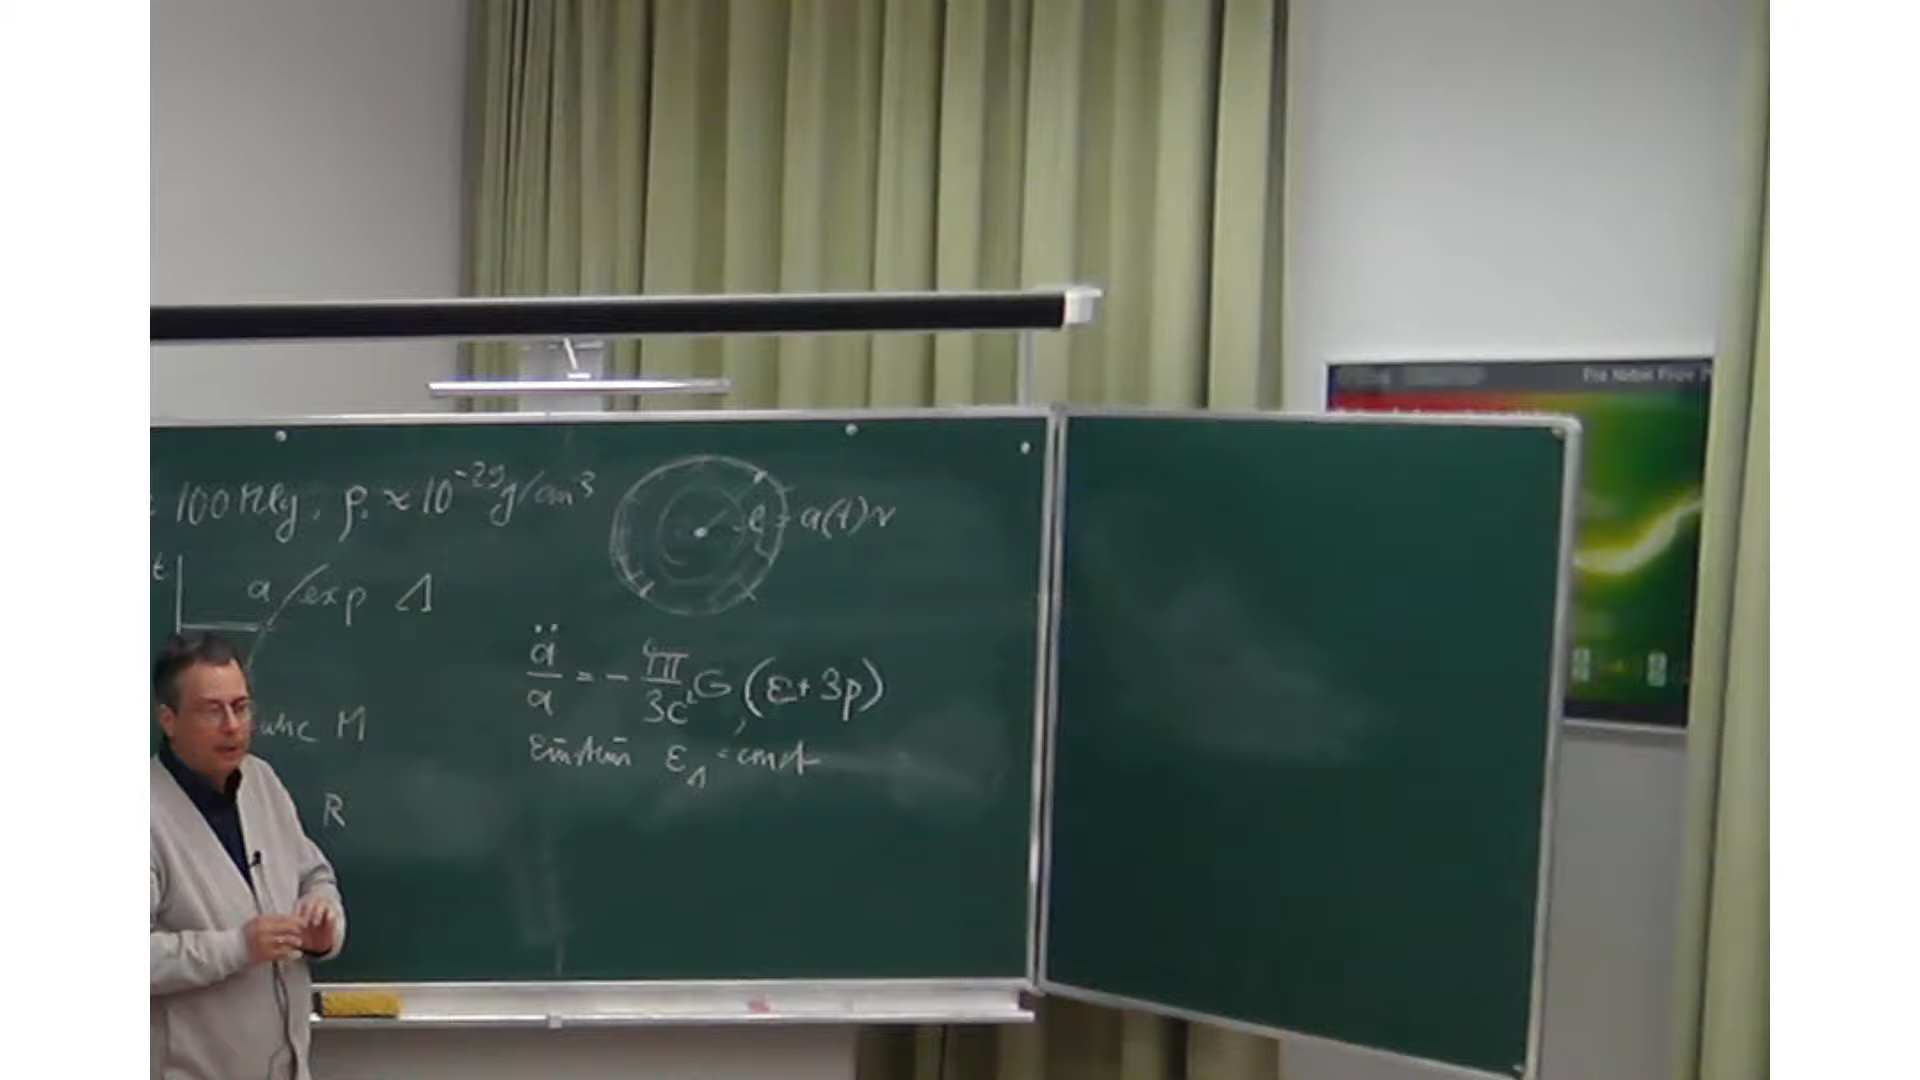 100 Mly, ρ. ≈ 10^-29 g/cm³
l = a(t)r
t
a exp Λ
ä/a = - 4π/3c² G (ε + 3p)
M
Einstein ε_Λ = const
R